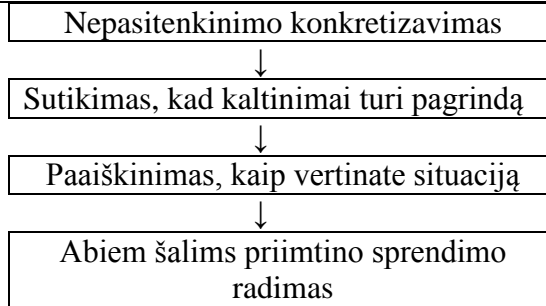 Nepasitenkinimo konkretizavimas
↓
Sutikimas, kad kaltinimai turi pagrindą
↓
Paaiškinimas, kaip vertinate situaciją
↓
Abiem šalims priimtino sprendimo
radimas